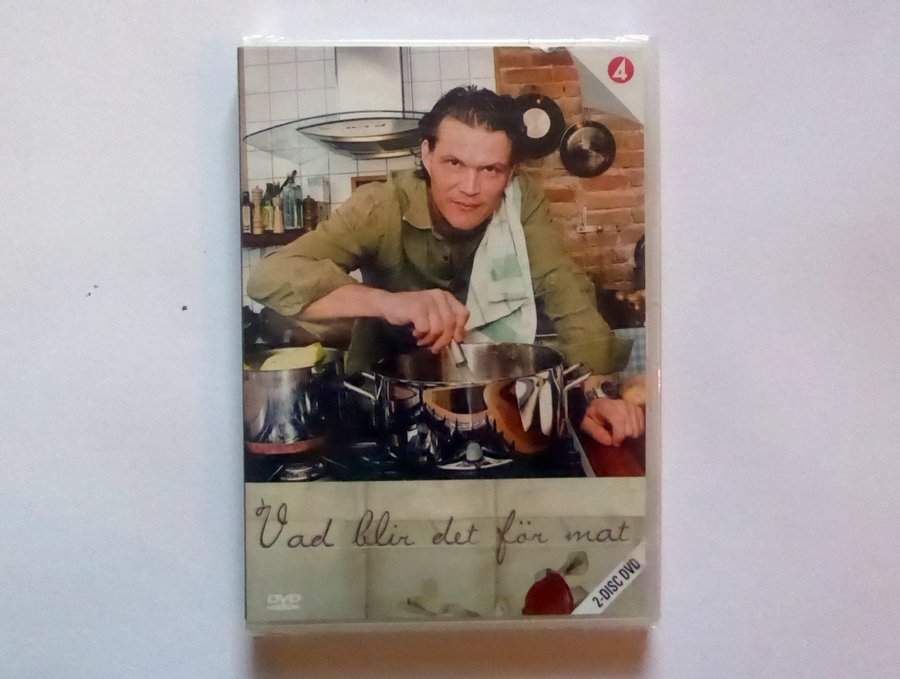 4
Vad blir det för mat
2-DISC DVD
DVD